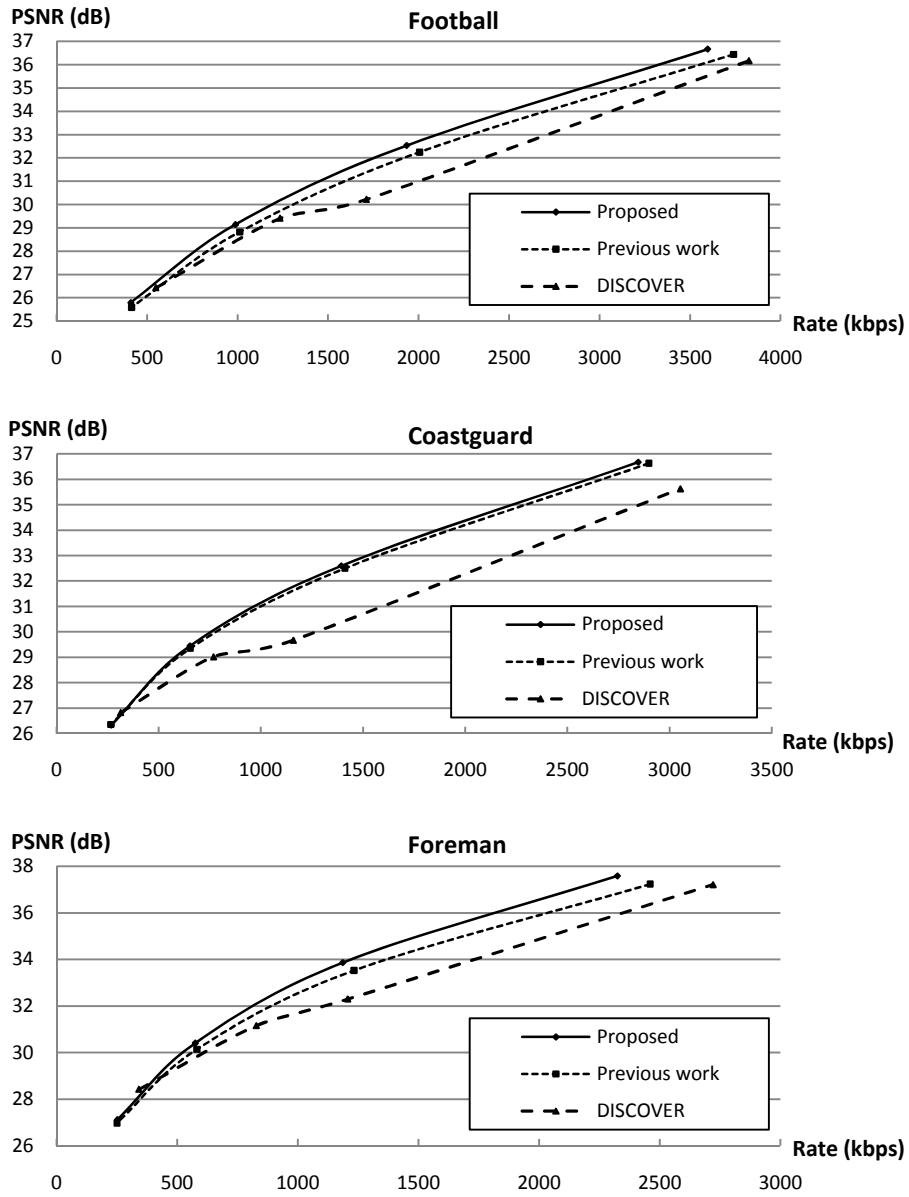 PSNR (dB)
Football
37
36
35
34
33
32
31
30
29
28
27
26
25
Proposed
Previous work
DISCOVER
Rate (kbps)
0 500 1000 1500 2000 2500 3000 3500 4000
PSNR (dB)
Coastguard
37
36
35
34
33
32
31
30
29
28
27
26
Proposed
Previous work
DISCOVER
Rate (kbps)
0 500 1000 1500 2000 2500 3000 3500
PSNR (dB)
Foreman
38
36
34
32
30
28
26
Proposed
Previous work
DISCOVER
Rate (kbps)
0 500 1000 1500 2000 2500 3000